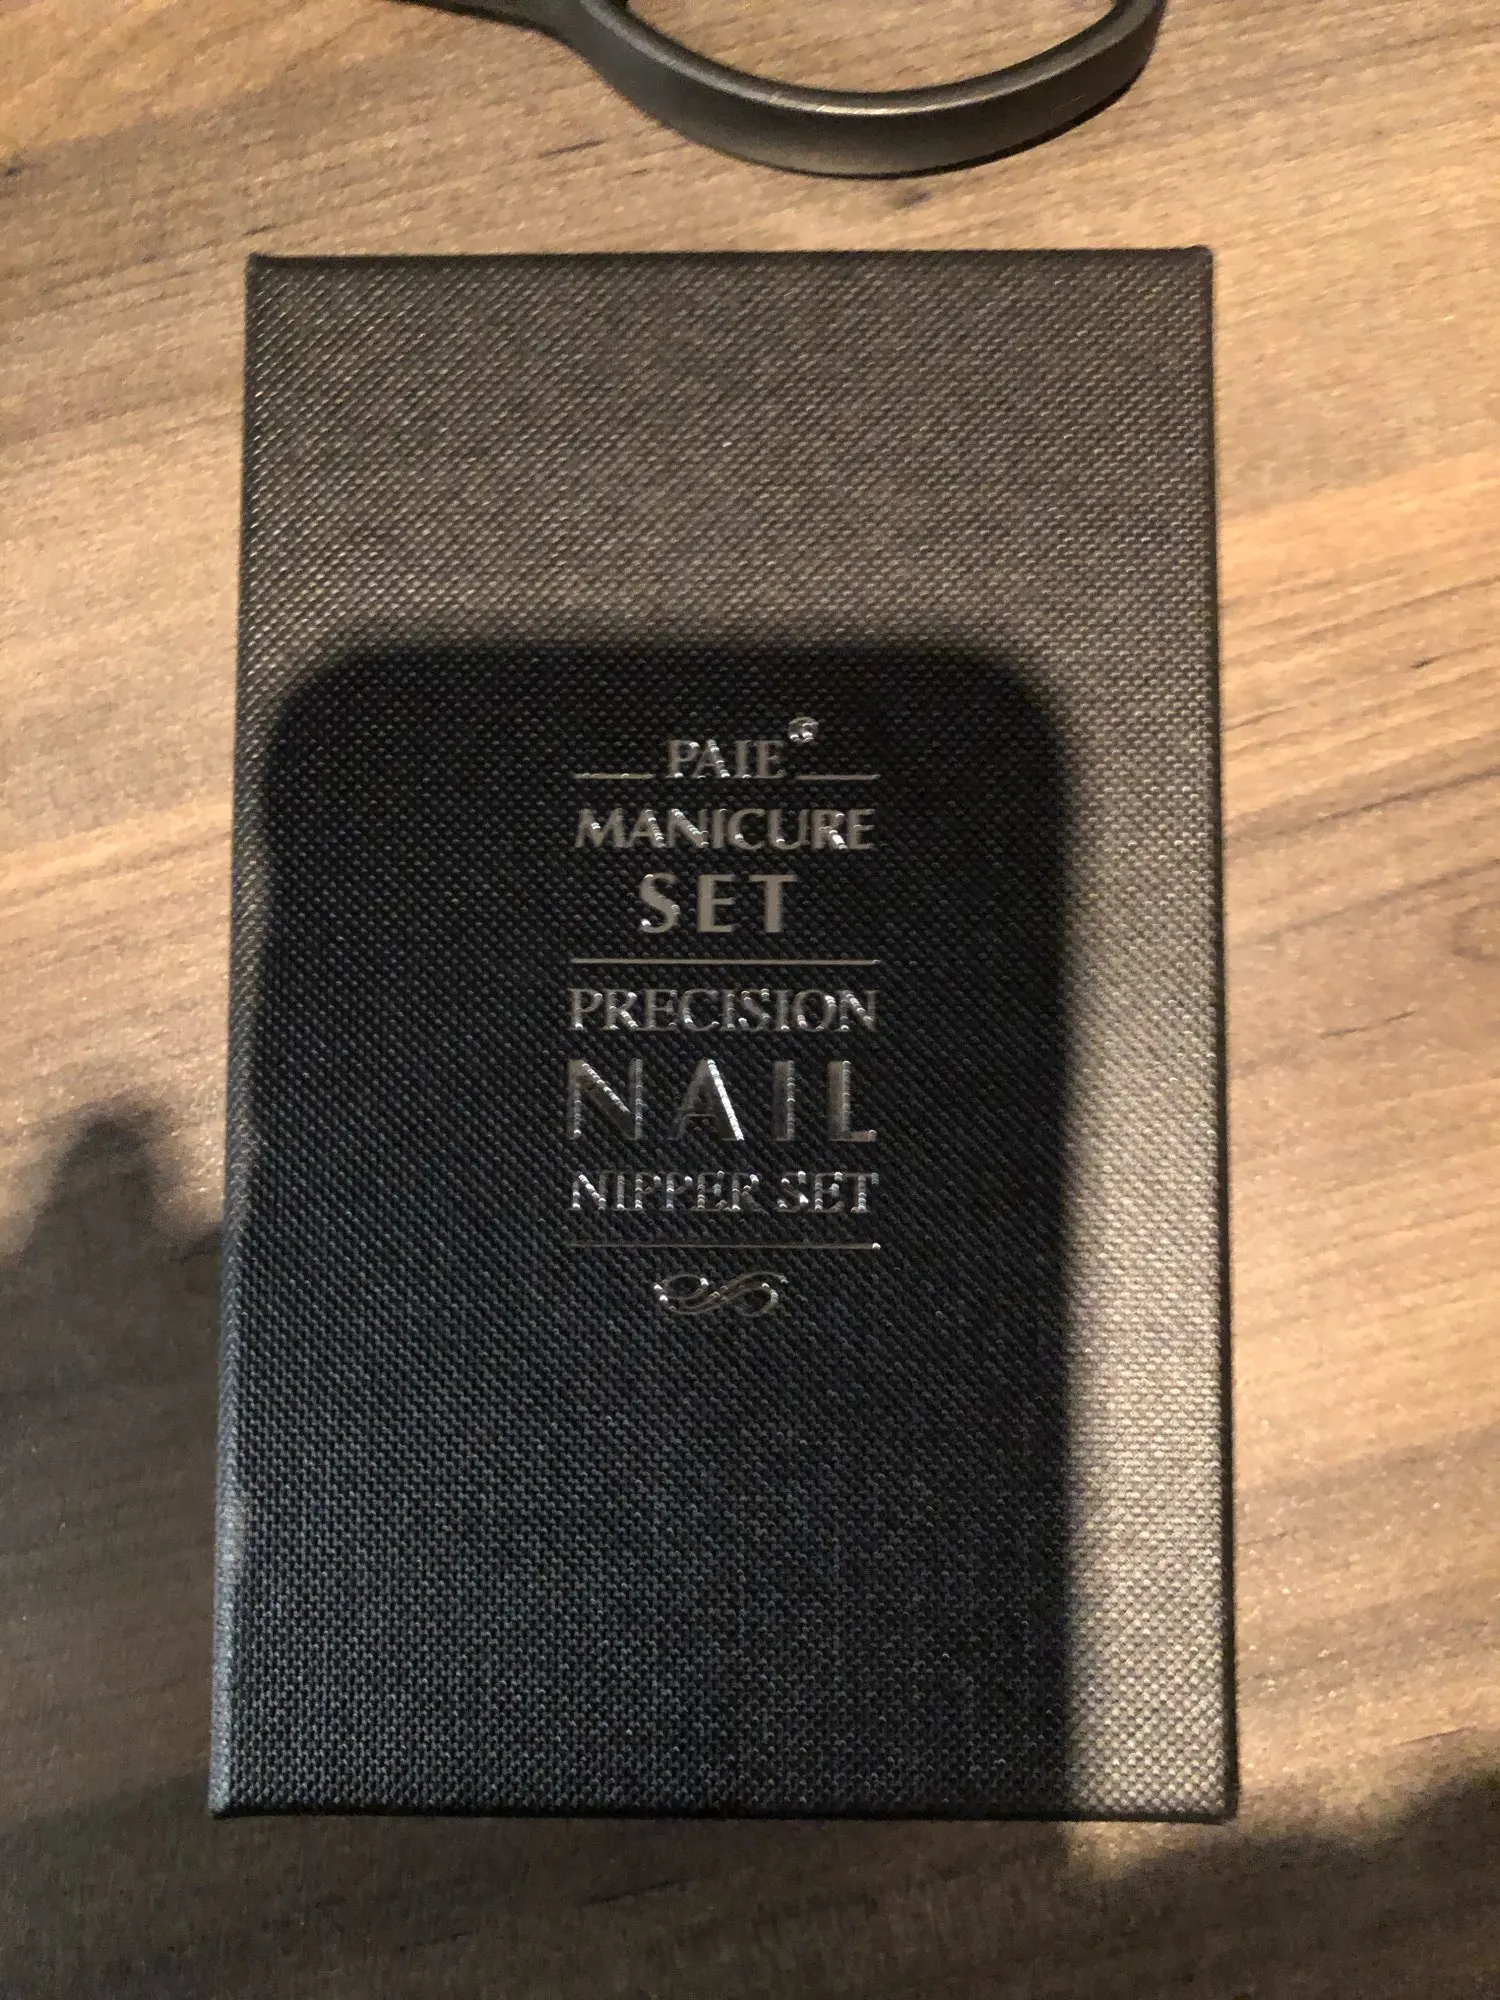 PAIE®
MANICURE
SET
PRECISION
NAIL
NIPPER SET